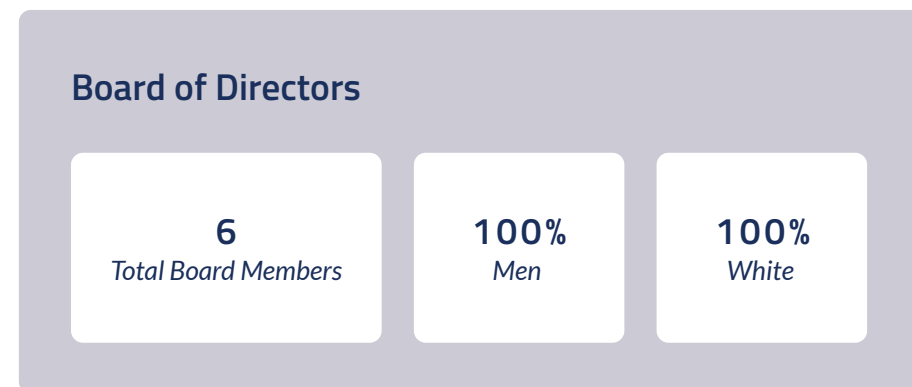 Board of Directors
6
Total Board Members
100%
Men
100%
White